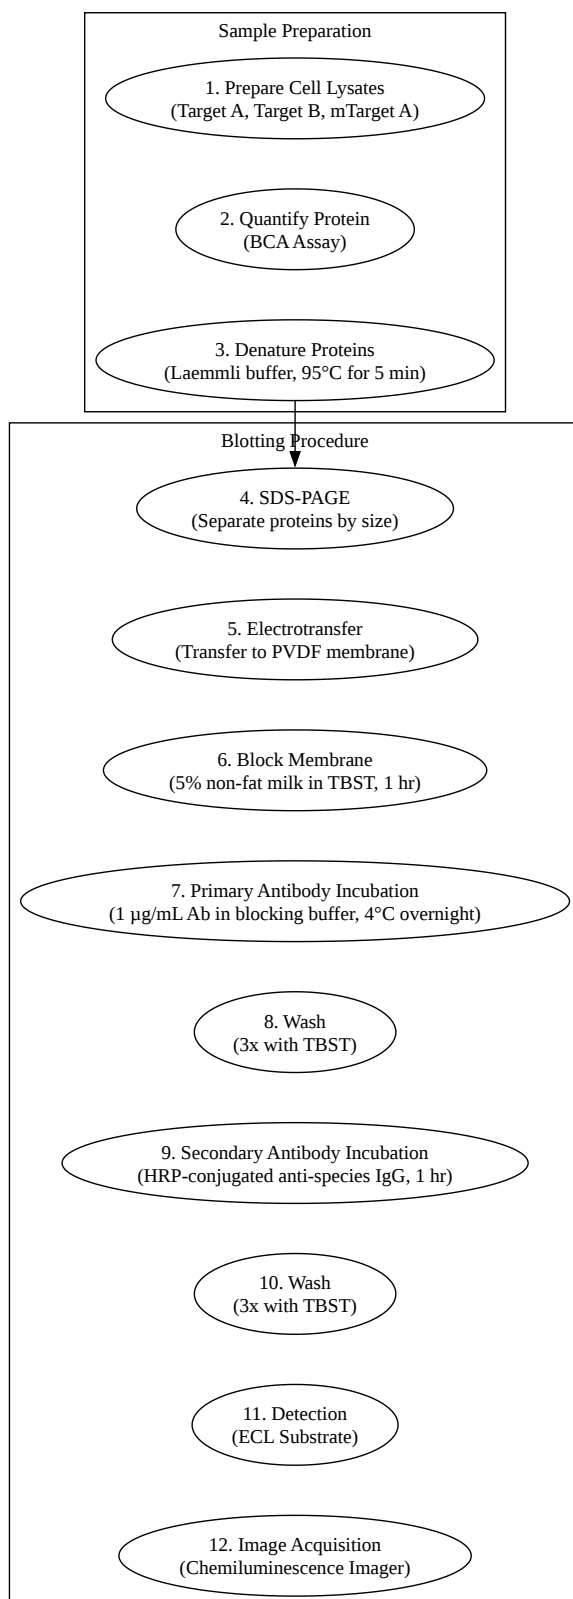 Sample Preparation
1. Prepare Cell Lysates
(Target A, Target B, mTarget A)
2. Quantify Protein
(BCA Assay)
3. Denature Proteins
(Laemmli buffer, 95°C for 5 min)
Blotting Procedure
4. SDS-PAGE
(Separate proteins by size)
5. Electrotransfer
(Transfer to PVDF membrane)
6. Block Membrane
(5% non-fat milk in TBST, 1 hr)
7. Primary Antibody Incubation
(1 µg/mL Ab in blocking buffer, 4°C overnight)
8. Wash
(3x with TBST)
9. Secondary Antibody Incubation
(HRP-conjugated anti-species IgG, 1 hr)
10. Wash
(3x with TBST)
11. Detection
(ECL Substrate)
12. Image Acquisition
(Chemiluminescence Imager)